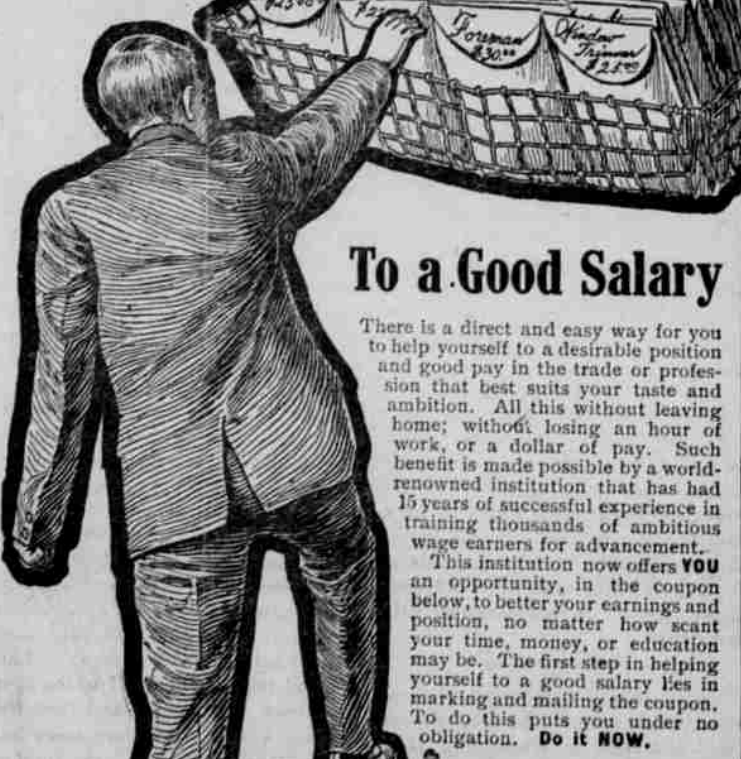 $25.00
Foreman
$30.00
Window
Trimmer
$25.00
To a Good Salary
There is a direct and easy way for you
to help yourself to a desirable position
and good pay in the trade or profes-
sion that best suits your taste and
ambition. All this without leaving
home; without losing an hour of
work, or a dollar of pay. Such
benefit is made possible by a world-
renowned institution that has had
15 years of successful experience in
training thousands of ambitious
wage earners for advancement.
This institution now offers YOU
an opportunity, in the coupon
below, to better your earnings and
position, no matter how scant
your time, money, or education
may be. The first step in helping
yourself to a good salary lies in
marking and mailing the coupon.
To do this puts you under no
obligation. Do it NOW.